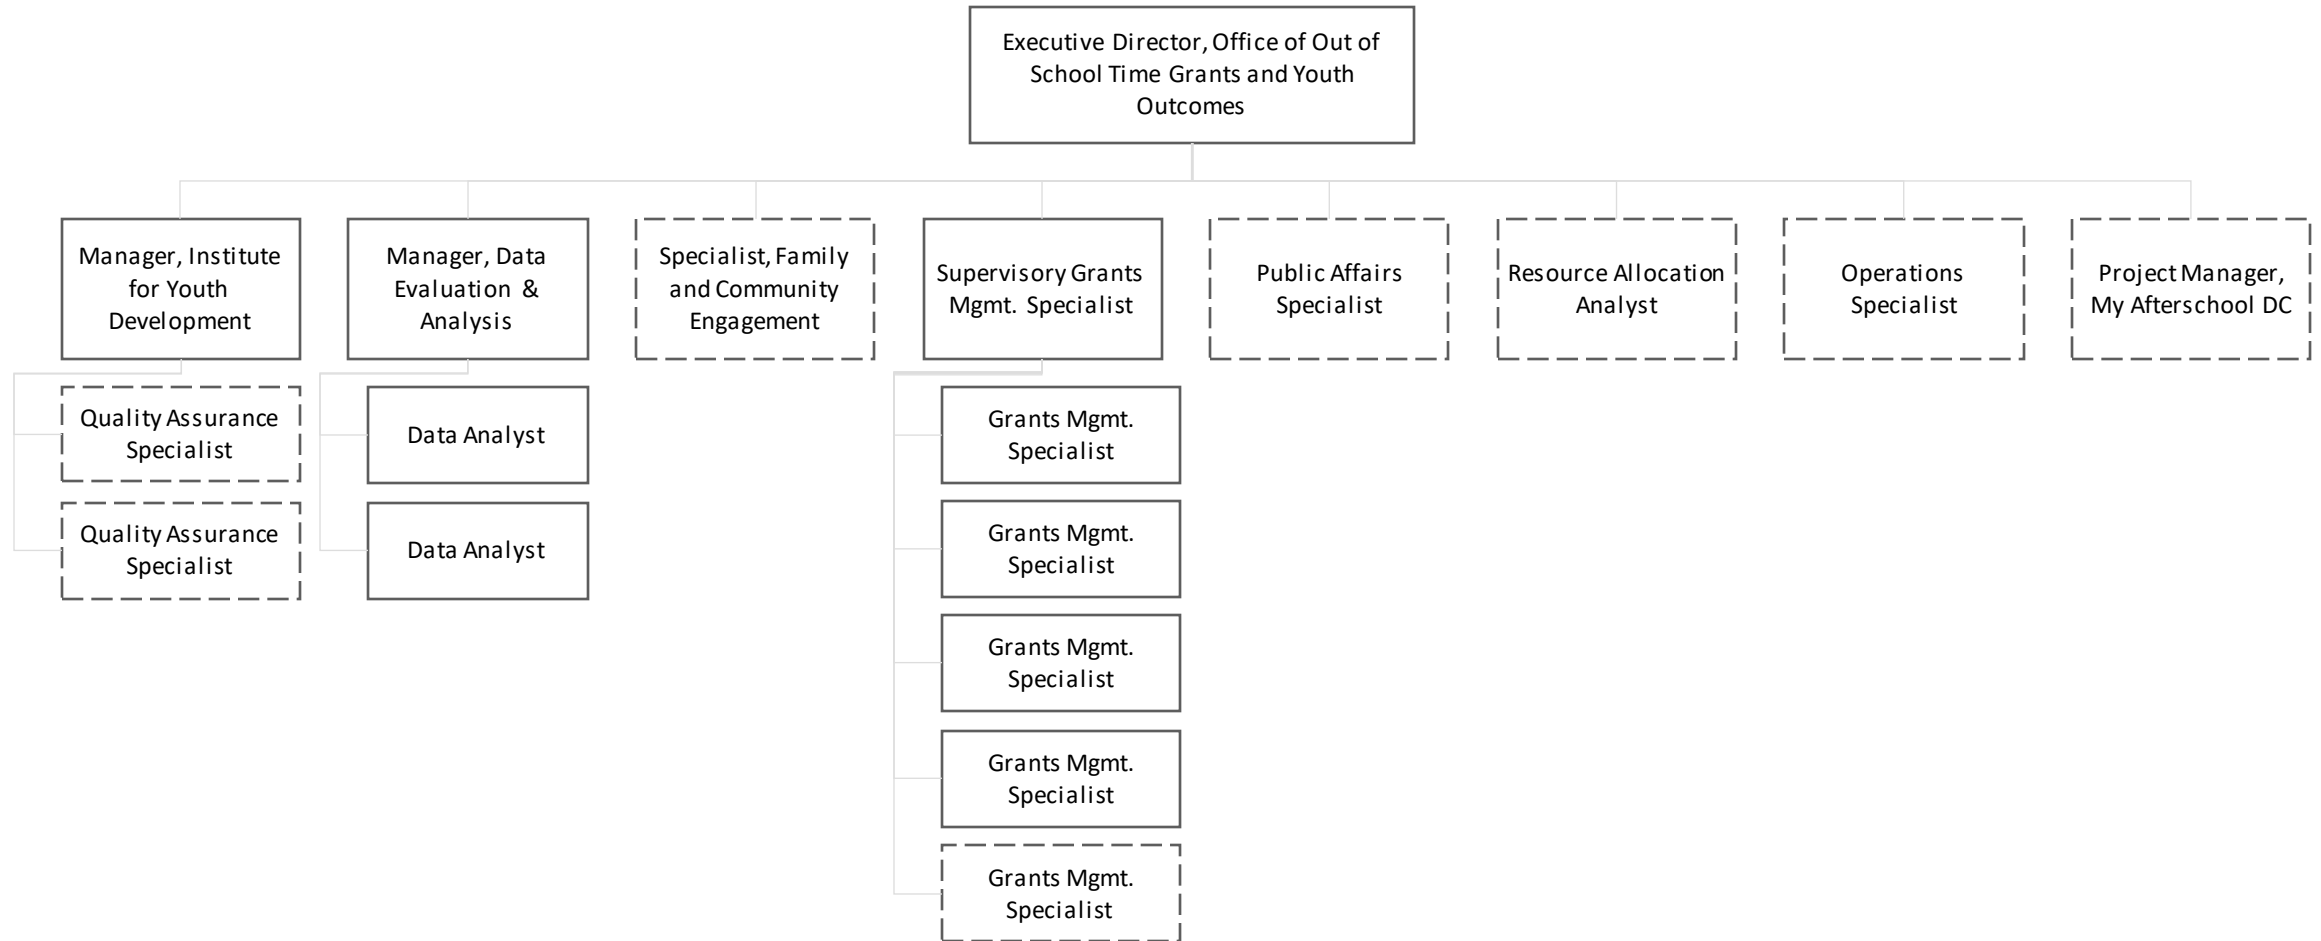 Executive Director, Office of Out of
School Time Grants and Youth
Outcomes
Manager, Institute
for Youth
Development
Manager, Data
Evaluation &
Analysis
Specialist, Family
and Community
Engagement
Supervisory Grants
Mgmt. Specialist
Public Affairs
Specialist
Resource Allocation
Analyst
Operations
Specialist
Project Manager,
My Afterschool DC
Quality Assurance
Specialist
Quality Assurance
Specialist
Data Analyst
Data Analyst
Grants Mgmt.
Specialist
Grants Mgmt.
Specialist
Grants Mgmt.
Specialist
Grants Mgmt.
Specialist
Grants Mgmt.
Specialist